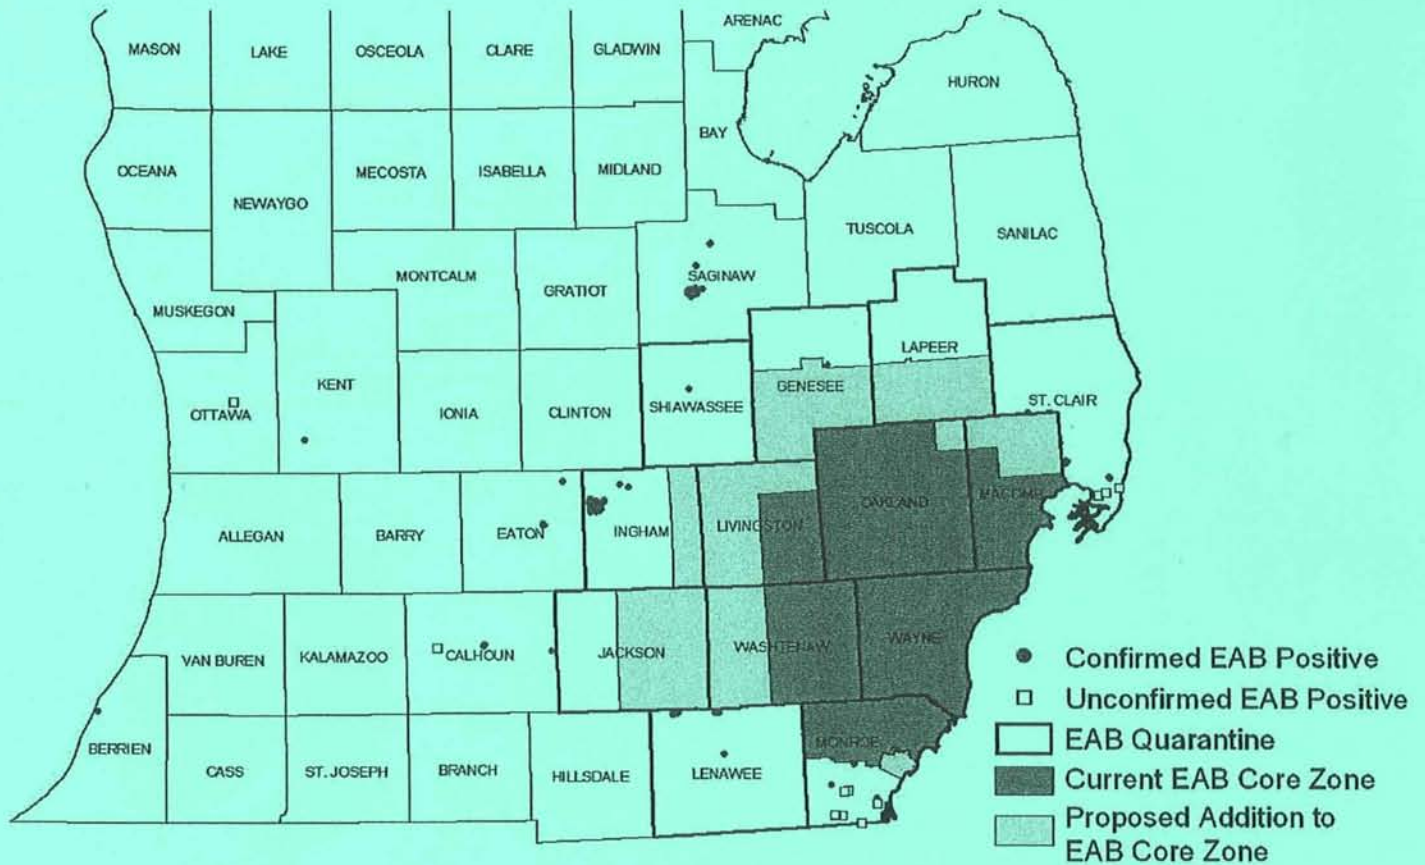 ARENAC
MASON
LAKE
OSCEOLA
CLARE
GLADWIN
HURON
BAY
OCEANA
MECOSTA
ISABELLA
MIDLAND
NEWAYGO
TUSCOLA
SANILAC
MONTCALM
SAGINAW
GRATIOT
MUSKEGON
LAPEER
KENT
GENESEE
OTTAWA
IONIA
CLINTON
SHIAWASSEE
ST. CLAIR
OAKLAND
MACOMB
ALLEGAN
BARRY
EATON
INGHAM
LIVINGSTON
VAN BUREN
KALAMAZOO
CALHOUN
JACKSON
WASHTENAW
WAYNE
BERRIEN
CASS
ST. JOSEPH
BRANCH
HILLSDALE
LENAWEE
MONROE
Confirmed EAB Positive
Unconfirmed EAB Positive
EAB Quarantine
Current EAB Core Zone
Proposed Addition to
EAB Core Zone